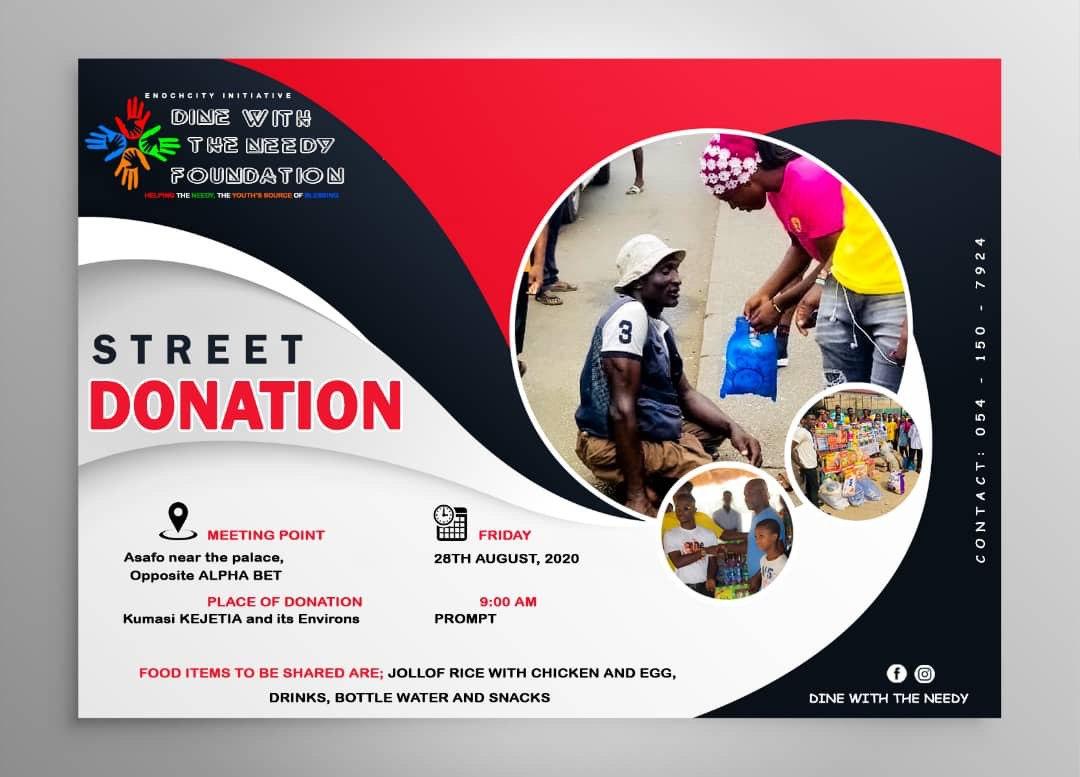 ENOCHCITY INITIATIVE
DINE WITH
THE NEEDY
FOUNDATION
HELPING THE NEEDY, THE YOUTH'S SOURCE OF BLESSING
STREET
DONATION
3
MEETING POINT
Asafo near the palace,
Opposite ALPHA BET
PLACE OF DONATION
Kumasi KEJETIA and its Environs
FRIDAY
28TH AUGUST, 2020
9:00 AM
PROMPT
FOOD ITEMS TO BE SHARED ARE; JOLLOF RICE WITH CHICKEN AND EGG,
DRINKS, BOTTLE WATER AND SNACKS
CONTACT: 054 - 150 - 7924
DINE WITH THE NEEDY